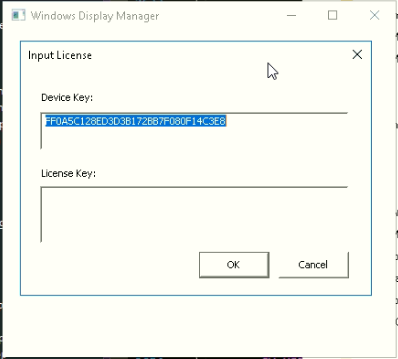 Windows Display Manager
Input License
Device Key:
FF0A5C128ED3D3B172BB7F080F14C3E8
License Key:
OK
Cancel